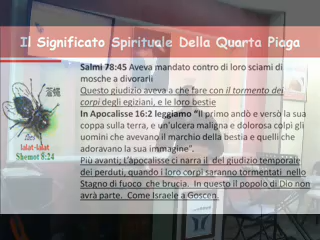 Il Significato Spirituale Della Quarta Piaga
Salmi 78:45 Aveva mandato contro di loro sciami di
mosche a divorarli
Questo giudizio aveva a che fare con il tormento dei
corpi degli egiziani, e le loro bestie
In Apocalisse 16:2 leggiamo "Il primo andò e versò la sua
coppa sulla terra, e un'ulcera maligna e dolorosa colpì gli
uomini che avevano il marchio della bestia e quelli che
adoravano la sua immagine".
Più avanti; L'apocalisse ci narra il del giudizio temporale
dei perduti, quando i loro corpi saranno tormentati nello
Stagno di fuoco che brucia. In questo il popolo di Dio non
avrà parte. Come Israele a Goscen.
lalat-lalat
Shemot 8:24